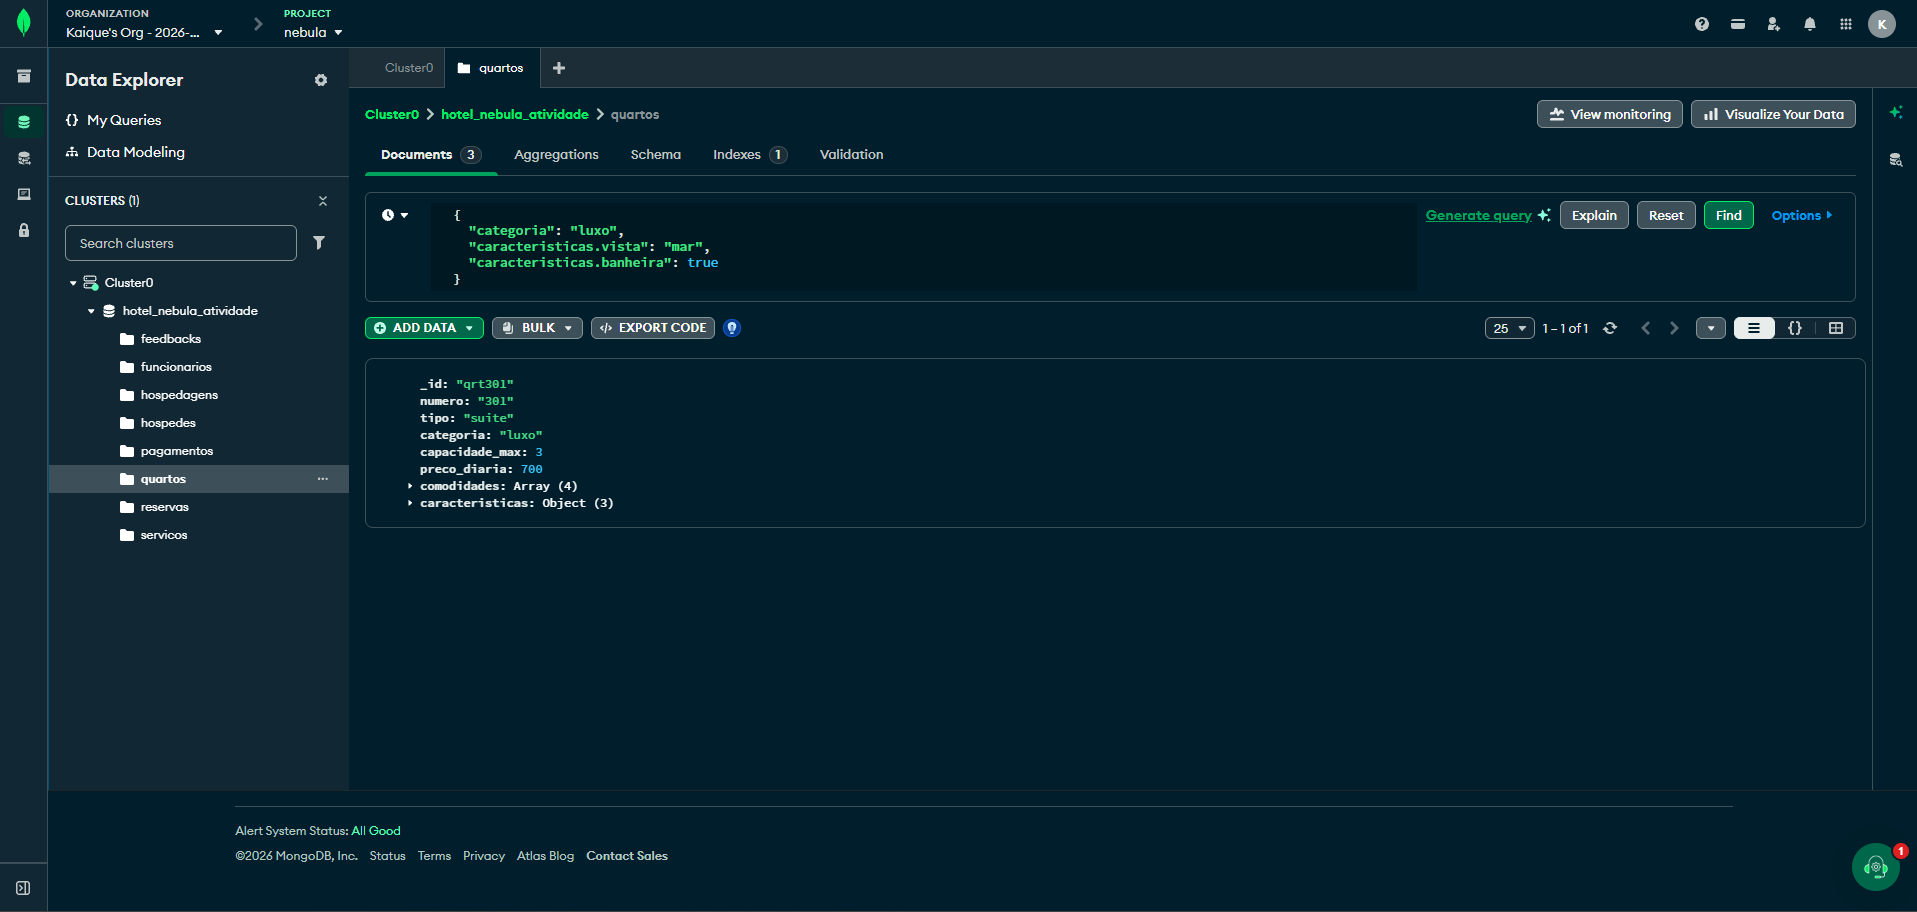 ORGANIZATION
Kaique's Org - 2026-...
PROJECT
nebula
K
Data Explorer
My Queries
Data Modeling
CLUSTERS (1)
Search clusters
Cluster0
hotel_nebula_atividade
feedbacks
funcionarios
hospedagens
hospedes
pagamentos
quartos
reservas
servicos
Cluster0
quartos
Cluster0 > hotel_nebula_atividade > quartos
View monitoring
Visualize Your Data
Documents 3
Aggregations
Schema
Indexes 1
Validation
{
"categoria": "luxo",
"caracteristicas.vista": "mar",
"caracteristicas.banheira": true
}
Generate query
Explain
Reset
Find
Options
ADD DATA
BULK
EXPORT CODE
25
1 – 1 of 1
_id: "qrt301"
numero: "301"
tipo: "suite"
categoria: "luxo"
capacidade_max: 3
preco_diaria: 700
comodidades: Array (4)
caracteristicas: Object (3)
Alert System Status: All Good
©2026 MongoDB, Inc. Status Terms Privacy Atlas Blog Contact Sales
1